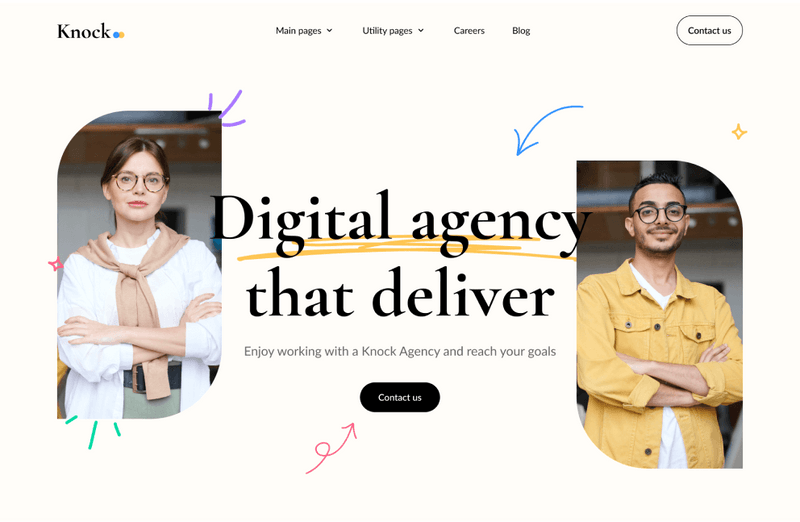 Knock
Main pages
Utility pages
Careers
Blog
Contact us
Digital agency
that deliver
Enjoy working with a Knock Agency and reach your goals
Contact us